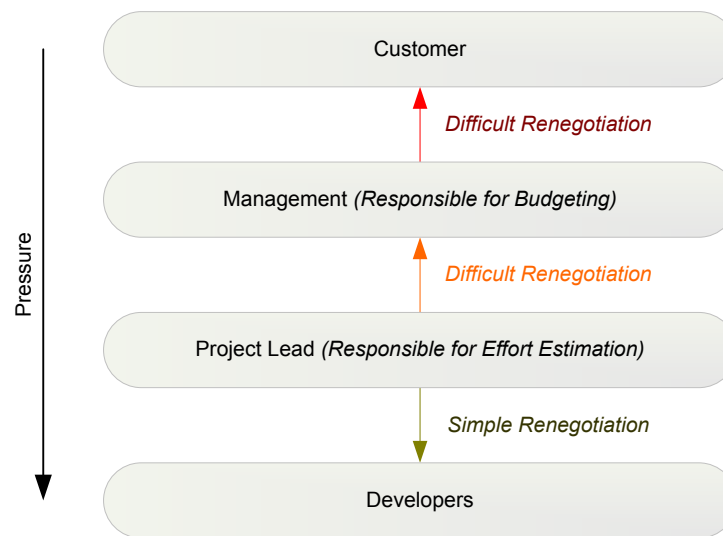 Customer
Difficult Renegotiation
Management (Responsible for Budgeting)
Pressure
Difficult Renegotiation
Project Lead (Responsible for Effort Estimation)
Simple Renegotiation
Developers